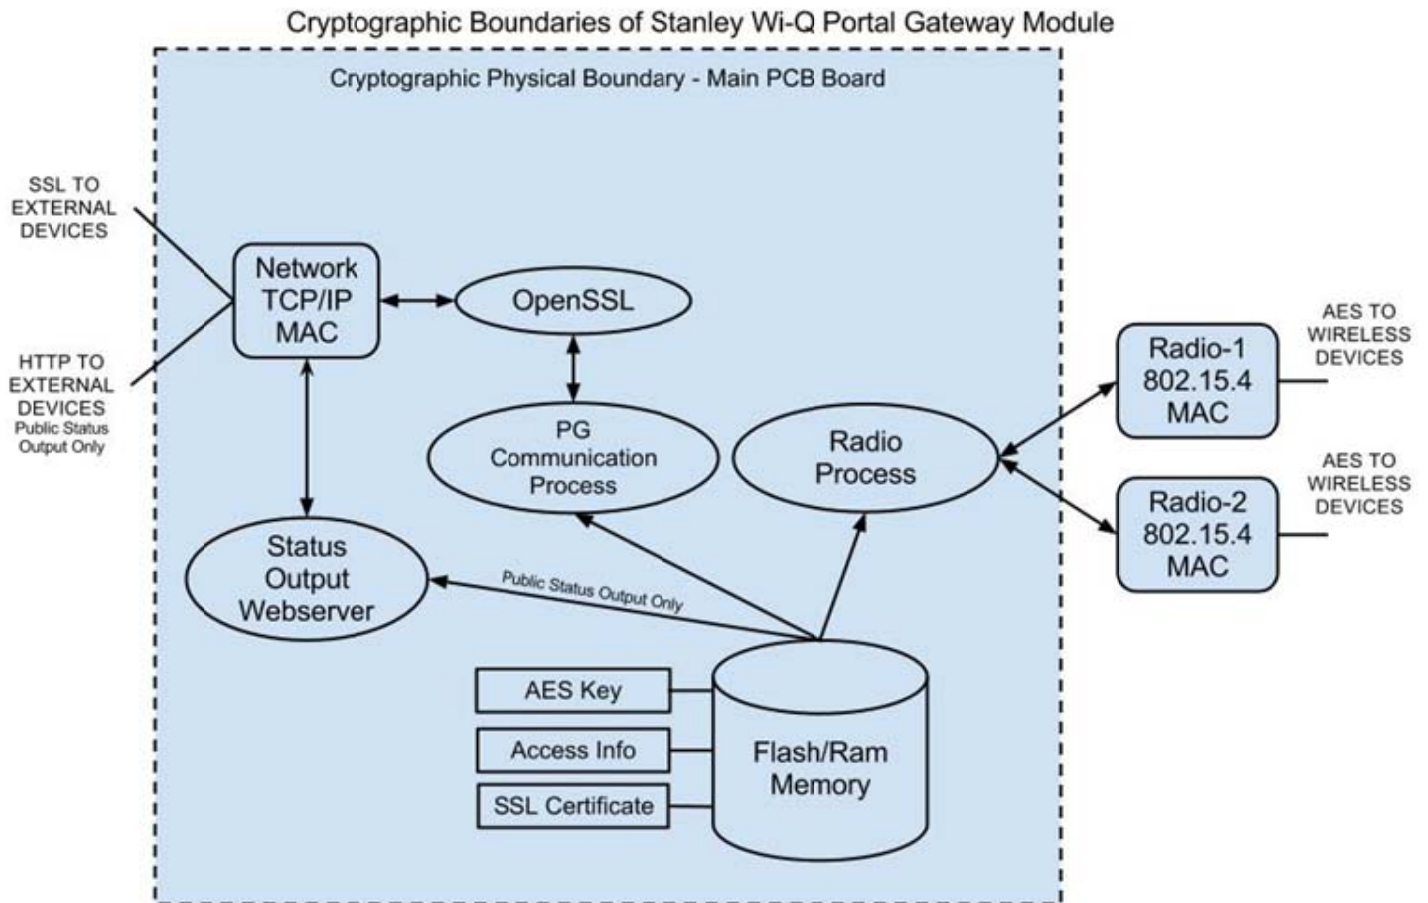 Cryptographic Boundaries of Stanley Wi-Q Portal Gateway Module
Cryptographic Physical Boundary - Main PCB Board
SSL TO
EXTERNAL
DEVICES
HTTP TO
EXTERNAL
DEVICES
Public Status
Output Only
Network
TCP/IP
MAC
OpenSSL
PG
Communication
Process
Radio
Process
Radio-1
802.15.4
MAC
AES TO
WIRELESS
DEVICES
Radio-2
802.15.4
MAC
AES TO
WIRELESS
DEVICES
Status
Output
Webserver
Public Status Output Only
AES Key
Access Info
SSL Certificate
Flash/Ram
Memory